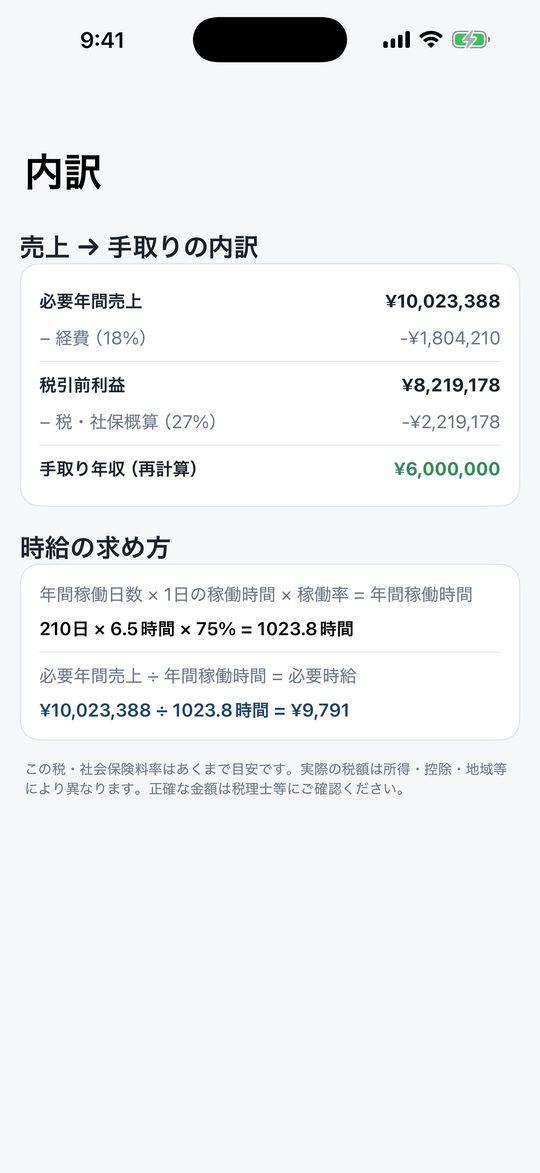 9:41
内訳
売上 → 手取りの内訳
必要年間売上 ¥10,023,388
− 経費（18%） -¥1,804,210
税引前利益 ¥8,219,178
− 税・社保概算（27%） -¥2,219,178
手取り年収（再計算） ¥6,000,000
時給の求め方
年間稼働日数 × 1日の稼働時間 × 稼働率 = 年間稼働時間
210日 × 6.5時間 × 75% = 1023.8時間
必要年間売上 ÷ 年間稼働時間 = 必要時給
¥10,023,388 ÷ 1023.8時間 = ¥9,791
この税・社会保険料率はあくまで目安です。実際の税額は所得・控除・地域等
により異なります。正確な金額は税理士等にご確認ください。